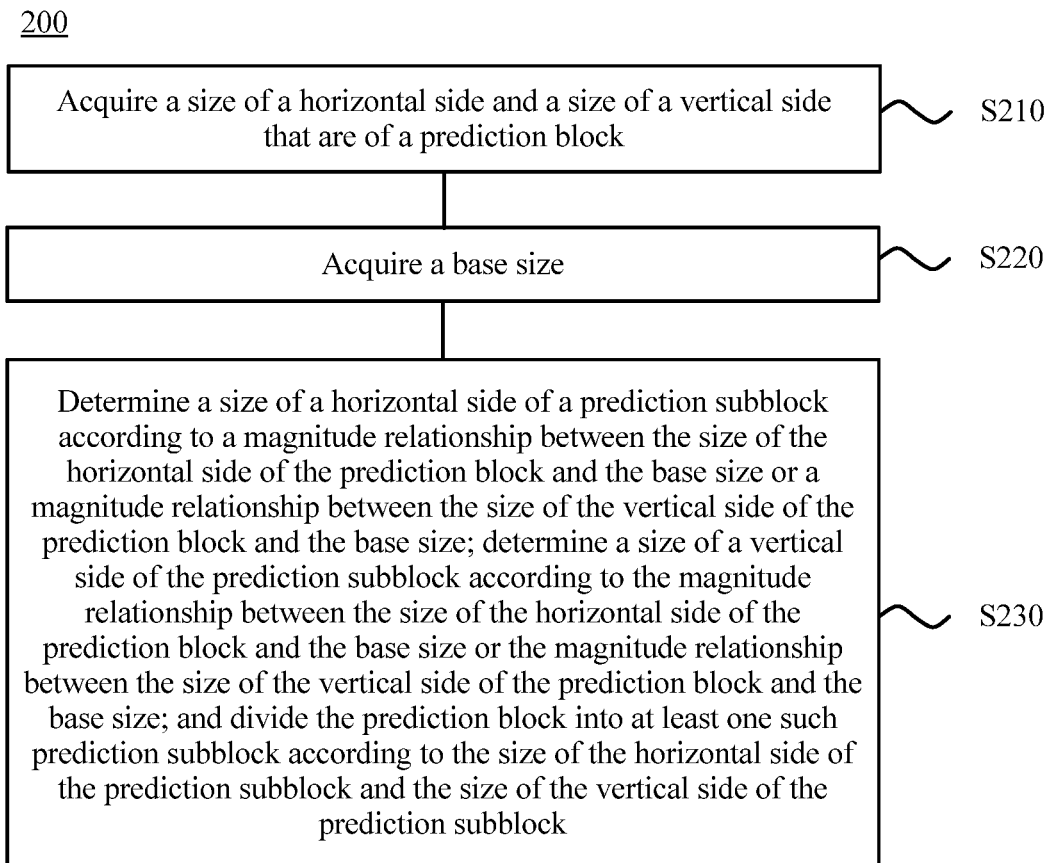 200
Acquire a size of a horizontal side and a size of a vertical side
that are of a prediction block
S210
Acquire a base size
S220
Determine a size of a horizontal side of a prediction subblock
according to a magnitude relationship between the size of the
horizontal side of the prediction block and the base size or a
magnitude relationship between the size of the vertical side of the
prediction block and the base size; determine a size of a vertical
side of the prediction subblock according to the magnitude
relationship between the size of the horizontal side of the
prediction block and the base size or the magnitude relationship
between the size of the vertical side of the prediction block and the
base size; and divide the prediction block into at least one such
prediction subblock according to the size of the horizontal side of
the prediction subblock and the size of the vertical side of the
prediction subblock
S230